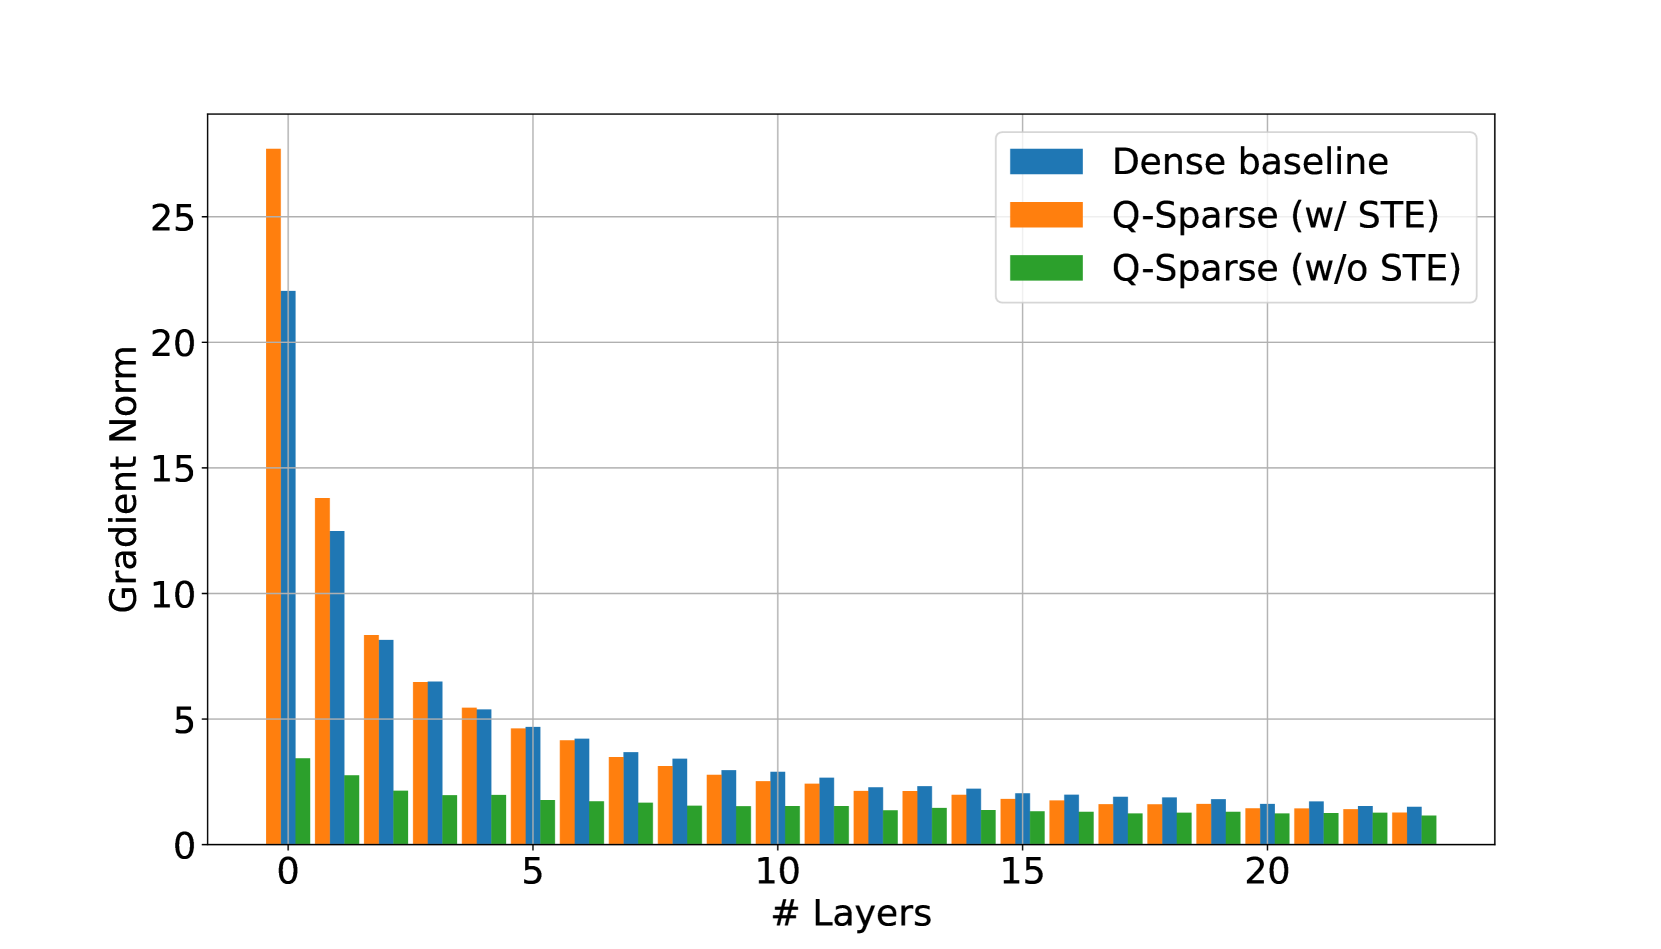 Dense baseline
Q-Sparse (w/ STE)
Q-Sparse (w/o STE)
Gradient Norm
25
20
15
10
5
0
0 5 10 15 20
# Layers